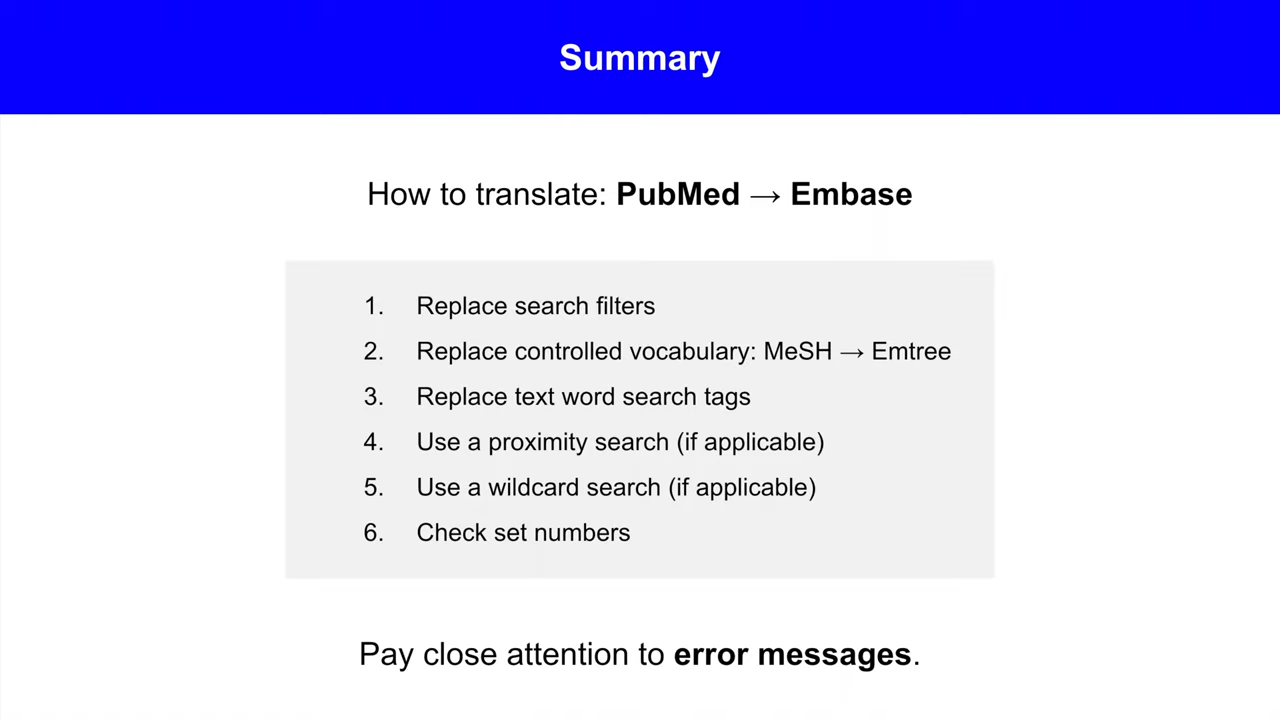 Summary
How to translate: PubMed → Embase
1. Replace search filters
2. Replace controlled vocabulary: MeSH → Emtree
3. Replace text word search tags
4. Use a proximity search (if applicable)
5. Use a wildcard search (if applicable)
6. Check set numbers
Pay close attention to error messages.